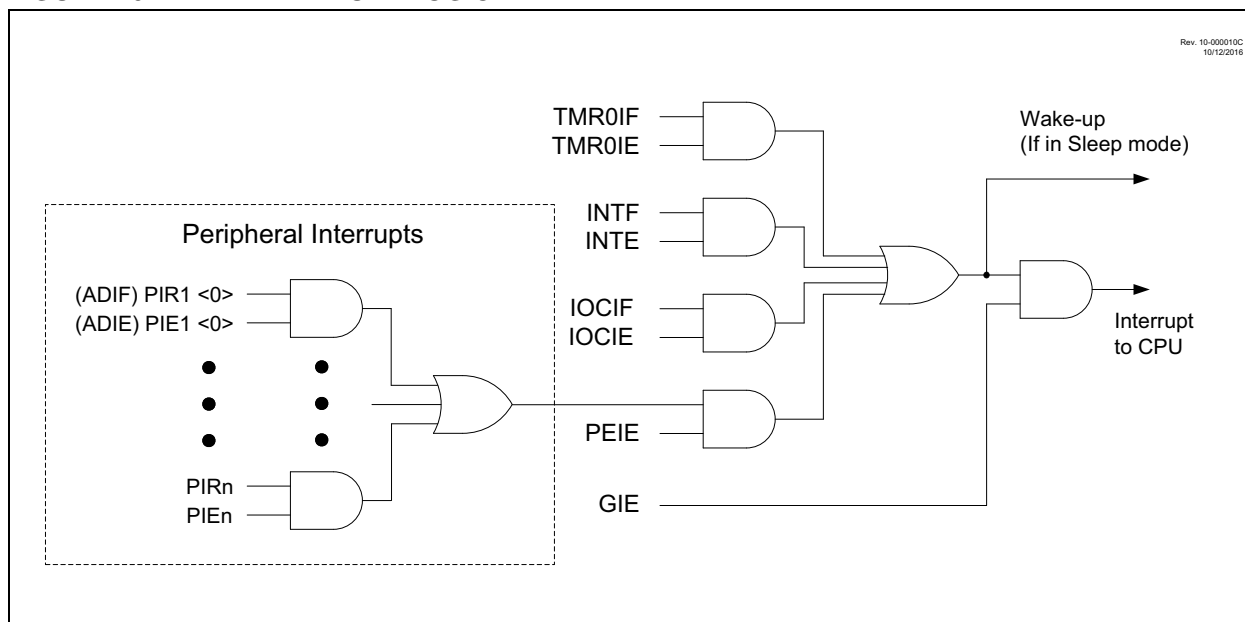 Rev. 10-000010C
10/12/2016
TMR0IF
TMR0IE
Wake-up
(If in Sleep mode)
INTF
INTE
Peripheral Interrupts
(ADIF) PIR1 <0>
(ADIE) PIE1 <0>
IOCIF
IOCIE
Interrupt
to CPU
PEIE
PIRn
PIEn
GIE